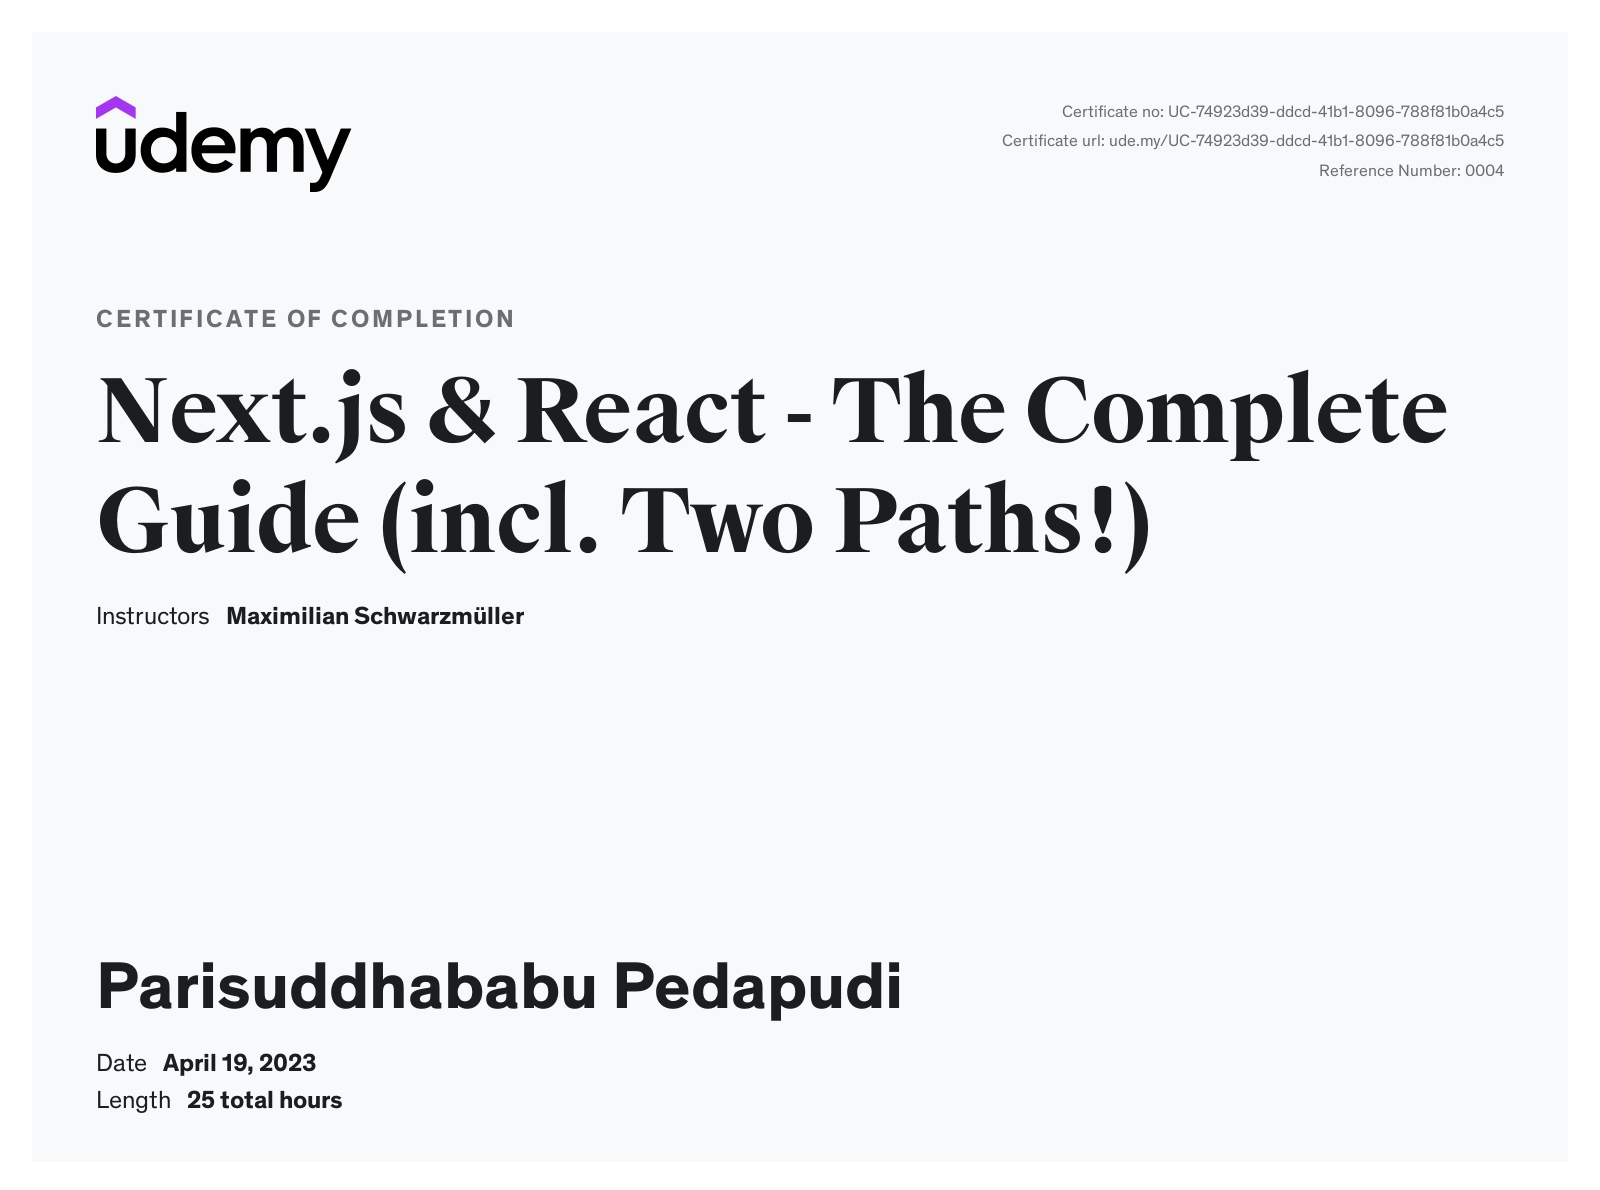 udemy
Certificate no: UC-74923d39-ddcd-41b1-8096-788f81b0a4c5
Certificate url: ude.my/UC-74923d39-ddcd-41b1-8096-788f81b0a4c5
Reference Number: 0004
CERTIFICATE OF COMPLETION
Next.js & React - The Complete
Guide (incl. Two Paths!)
Instructors Maximilian Schwarzmüller
Parisuddhababu Pedapudi
Date April 19, 2023
Length 25 total hours